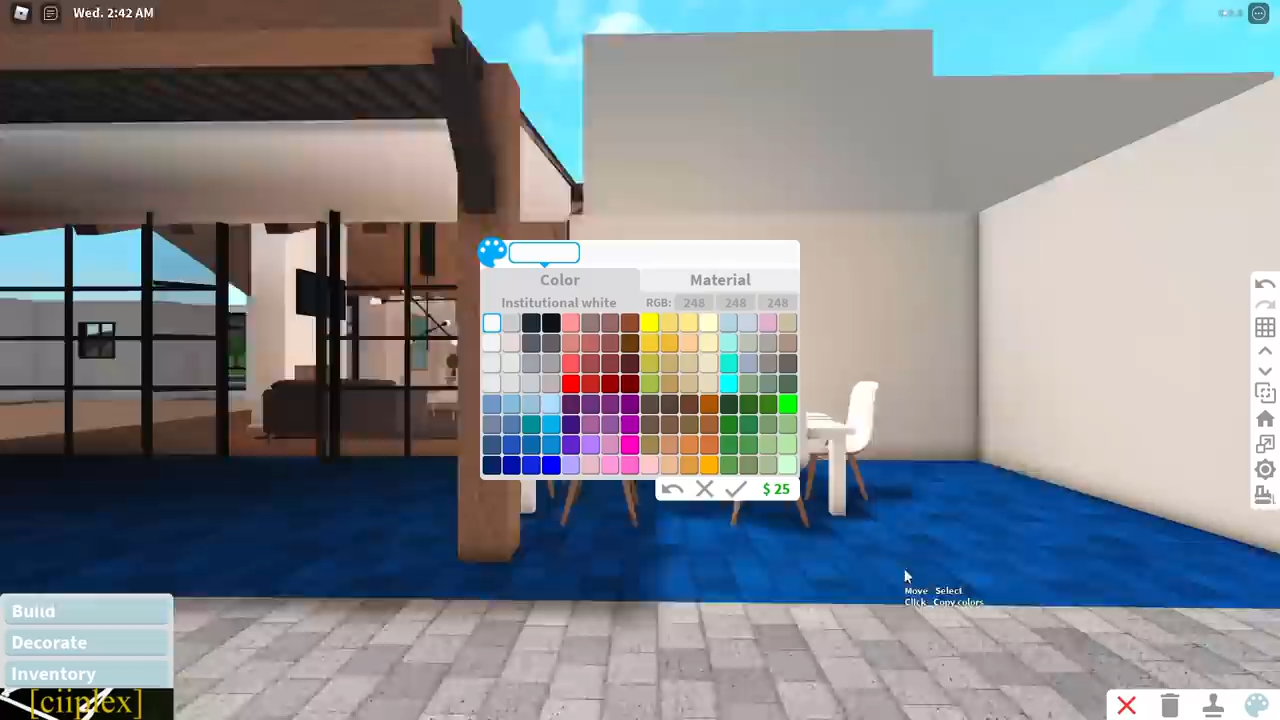 Wed. 2:42 AM
Color
Material
Institutional white
RGB: 248 248 248
$ 25
Move Select
Click Copy colors
Build
Decorate
Inventory
[ciiplex]